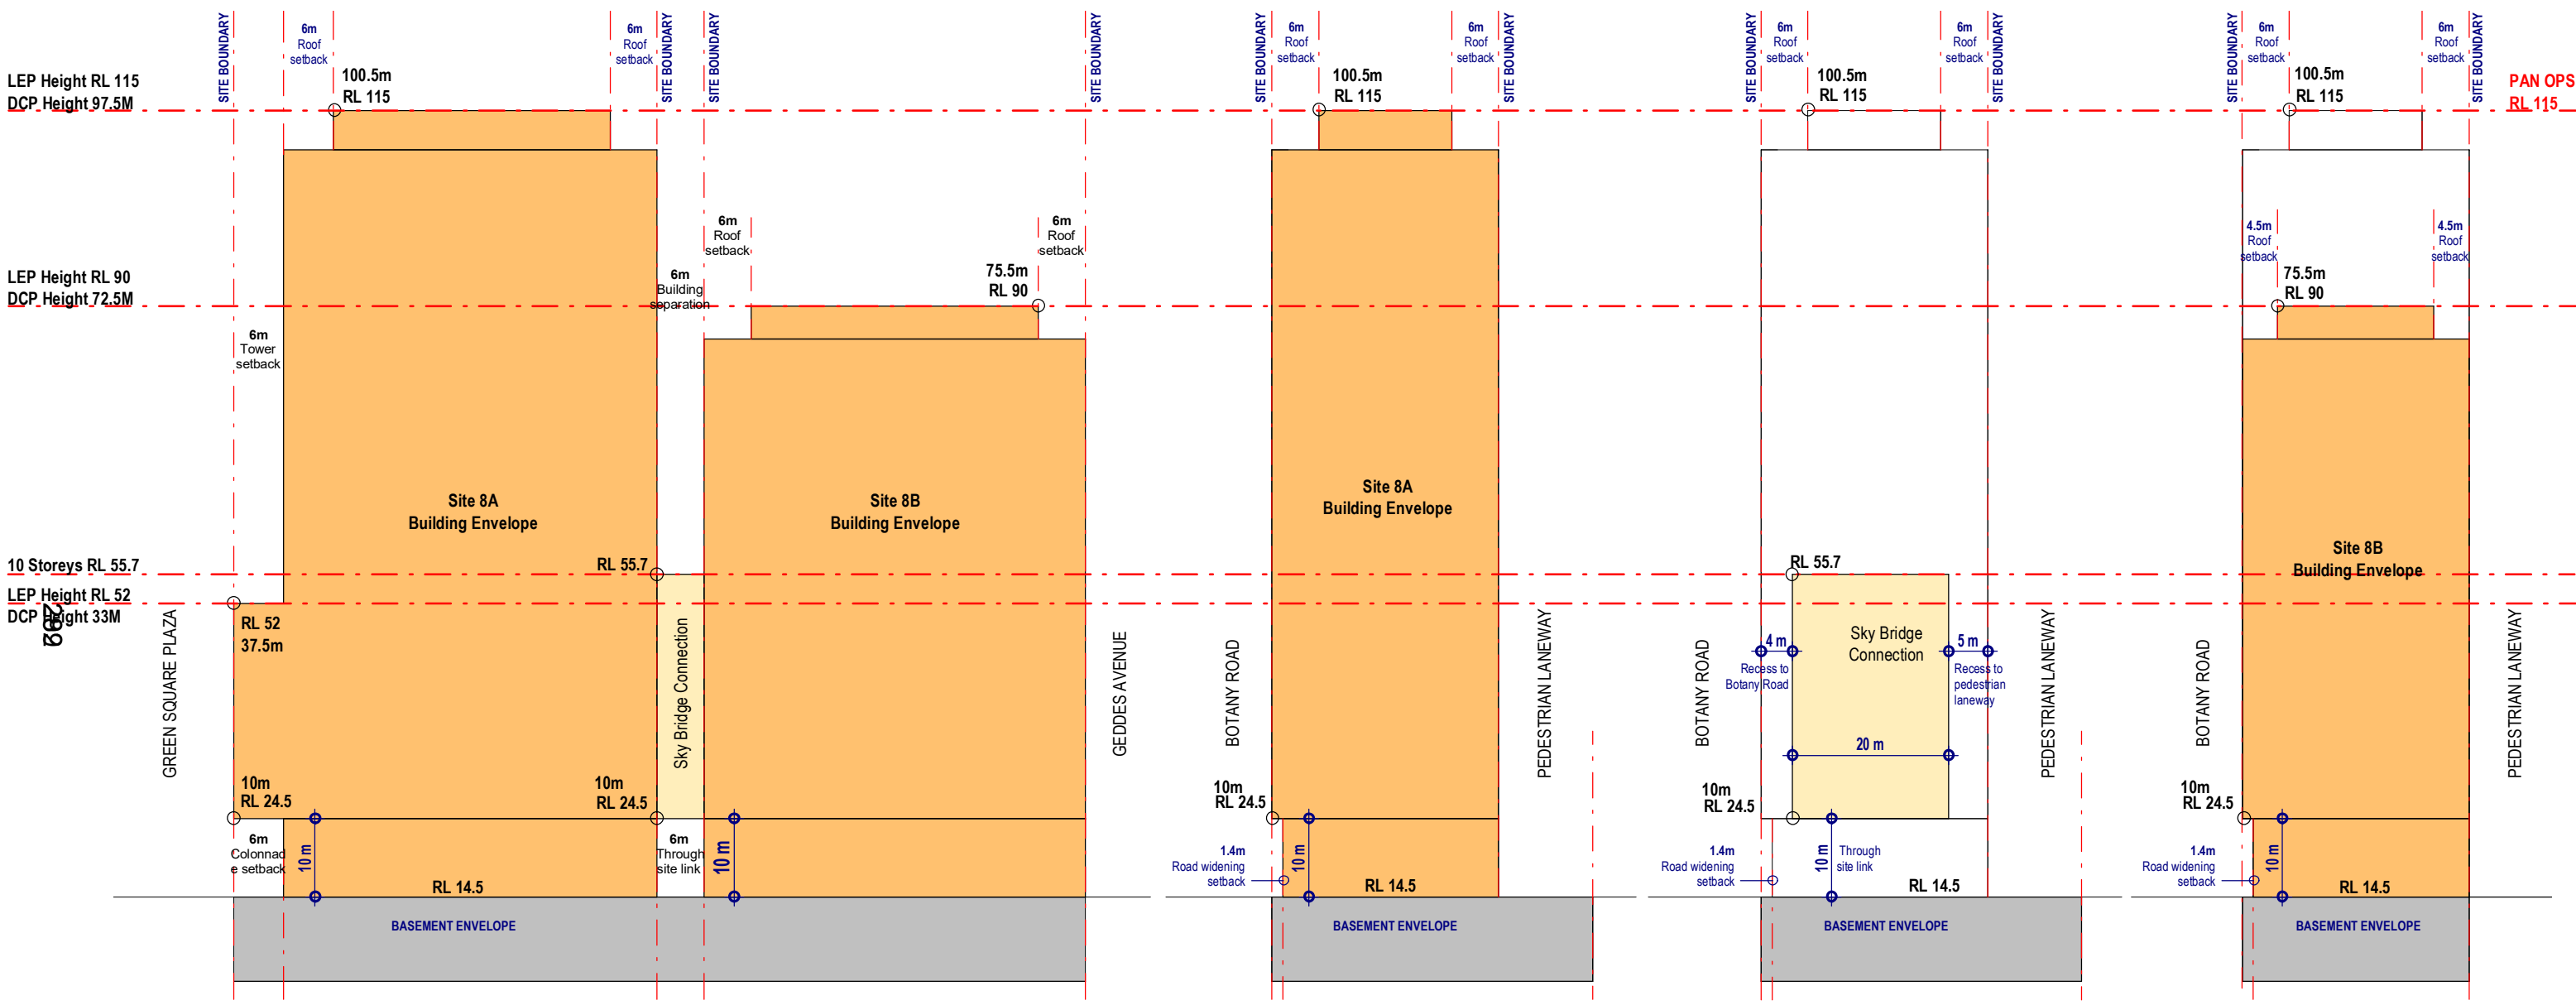 LEP Height RL 115
DCP Height 97.5M
LEP Height RL 90
DCP Height 72.5M
10 Storeys RL 55.7
LEP Height RL 52
DCP Height 33M
GREEN SQUARE PLAZA
SITE BOUNDARY
6m
Roof
setback
100.5m
RL 115
6m
Roof
setback
SITE BOUNDARY
SITE BOUNDARY
SITE BOUNDARY
6m
Tower
setback
6m
Building
separation
6m
Roof
setback
75.5m
RL 90
6m
Roof
setback
Site 8A
Building Envelope
Site 8B
Building Envelope
RL 55.7
RL 52
37.5m
Sky Bridge Connection
10m
RL 24.5
10m
RL 24.5
6m
Colonnad
e setback
10 m
RL 14.5
6m
Through
site link
10 m
BASEMENT ENVELOPE
GEDDES AVENUE
SITE BOUNDARY
6m
Roof
setback
100.5m
RL 115
6m
Roof
setback
SITE BOUNDARY
Site 8A
Building Envelope
BOTANY ROAD
PEDESTRIAN LANEWAY
10m
RL 24.5
1.4m
Road widening
setback
10 m
RL 14.5
BASEMENT ENVELOPE
SITE BOUNDARY
6m
Roof
setback
100.5m
RL 115
6m
Roof
setback
SITE BOUNDARY
RL 55.7
Sky Bridge
Connection
4 m
Recess to
Botany Road
5 m
Recess to
pedestrian
laneway
20 m
BOTANY ROAD
PEDESTRIAN LANEWAY
10m
RL 24.5
1.4m
Road widening
setback
10 m
Through
site link
RL 14.5
BASEMENT ENVELOPE
SITE BOUNDARY
6m
Roof
setback
100.5m
RL 115
6m
Roof
setback
SITE BOUNDARY
PAN OPS
RL 115
4.5m
Roof
setback
75.5m
RL 90
4.5m
Roof
setback
Site 8B
Building Envelope
BOTANY ROAD
PEDESTRIAN LANEWAY
10m
RL 24.5
1.4m
Road widening
setback
10 m
RL 14.5
BASEMENT ENVELOPE